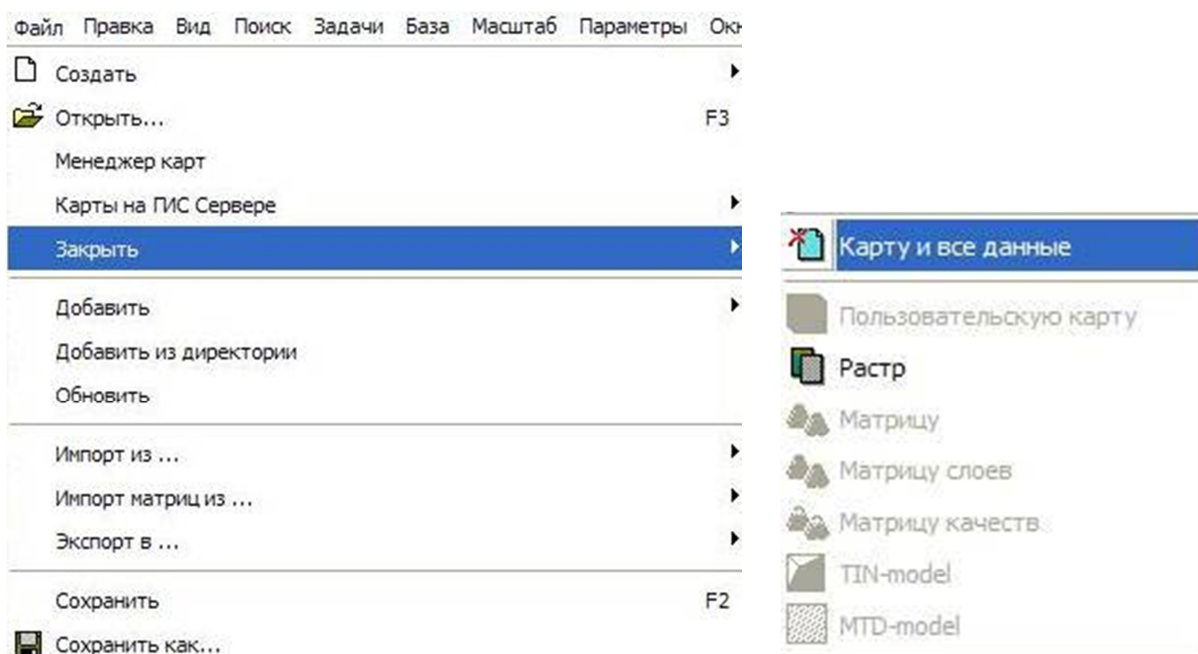 Файл Правка Вид Поиск Задачи База Масштаб Параметры
Создать
Открыть... F3
Менеджер карт
Карты на ГИС Сервере
Закрыть
Добавить
Добавить из директории
Обновить
Импорт из ...
Импорт матриц из ...
Экспорт в ...
Сохранить F2
Сохранить как...
Карту и все данные
Пользовательскую карту
Растр
Матрицу
Матрицу слоев
Матрицу качеств
TIN-model
MTD-model